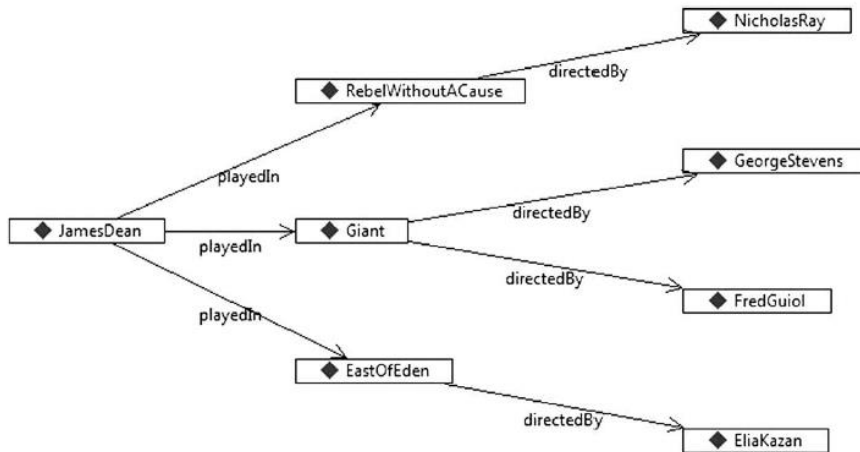 NicholasRay
directedBy
RebelWithoutACause
GeorgeStevens
playedIn
directedBy
JamesDean
playedIn
Giant
directedBy
FredGuiol
playedIn
EastOfEden
directedBy
EliaKazan